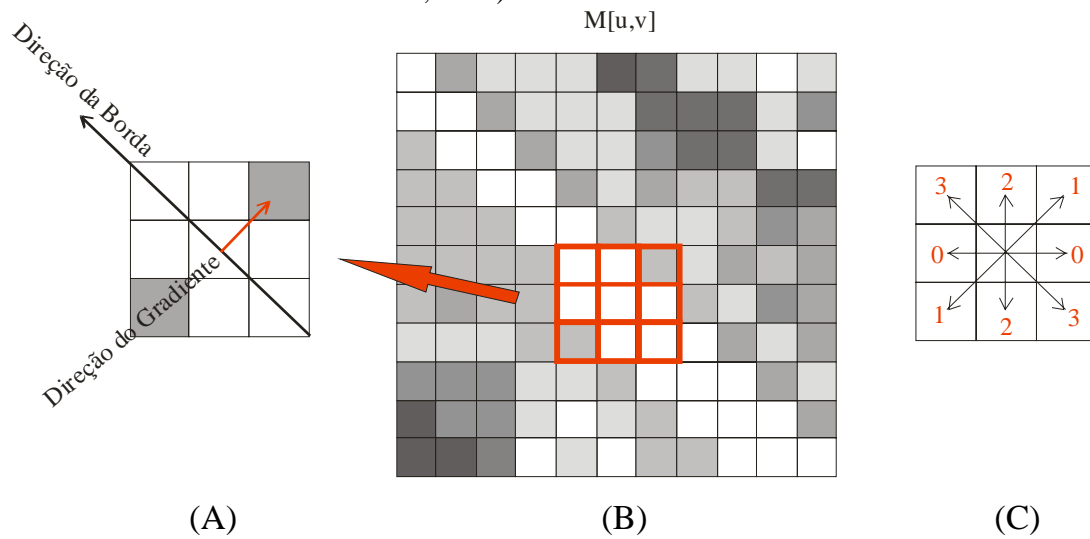 M[u,v]
Direção da Borda
Direção do Gradiente
3 2 1
0 0
1 2 3
(A) (B) (C)